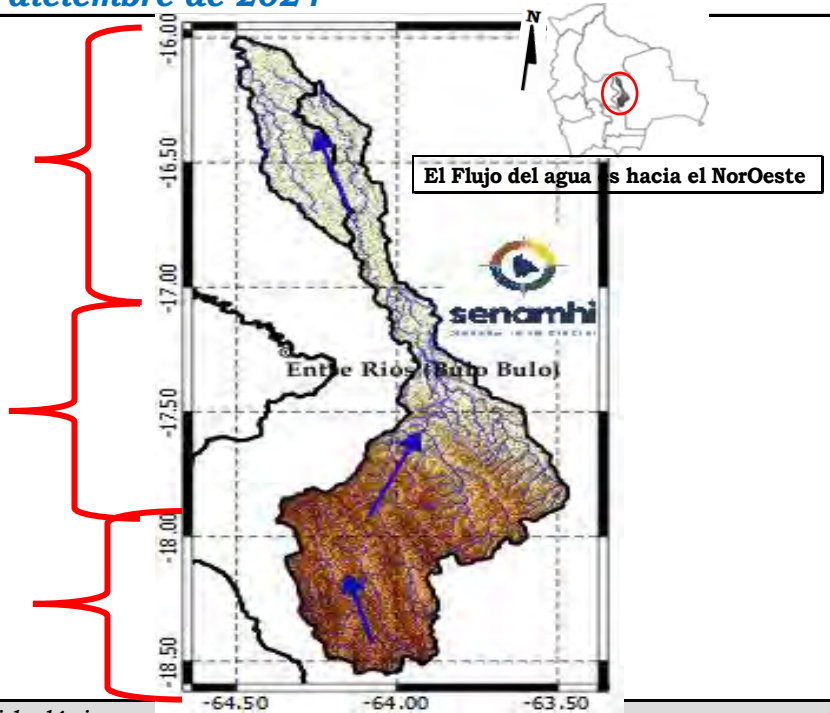 diciembre de 2024
N
El Flujo del agua es hacia el NorOeste
-16.00
-16.50
-17.00
senamhi
Entre Rios (Bulo Bulo)
-17.50
-18.00
-18.50
-64.50 -64.00 -63.50